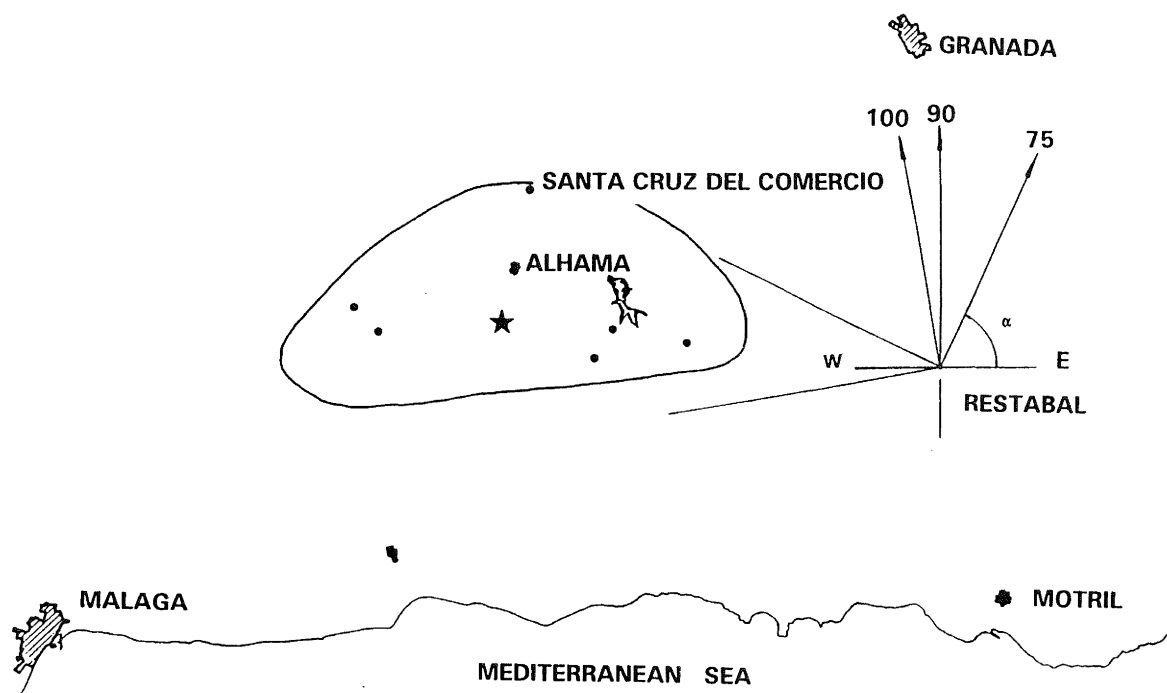 GRANADA
100
90
75
SANTA CRUZ DEL COMERCIO
ALHAMA
α
W
E
RESTABAL
MALAGA
MOTRIL
MEDITERRANEAN SEA